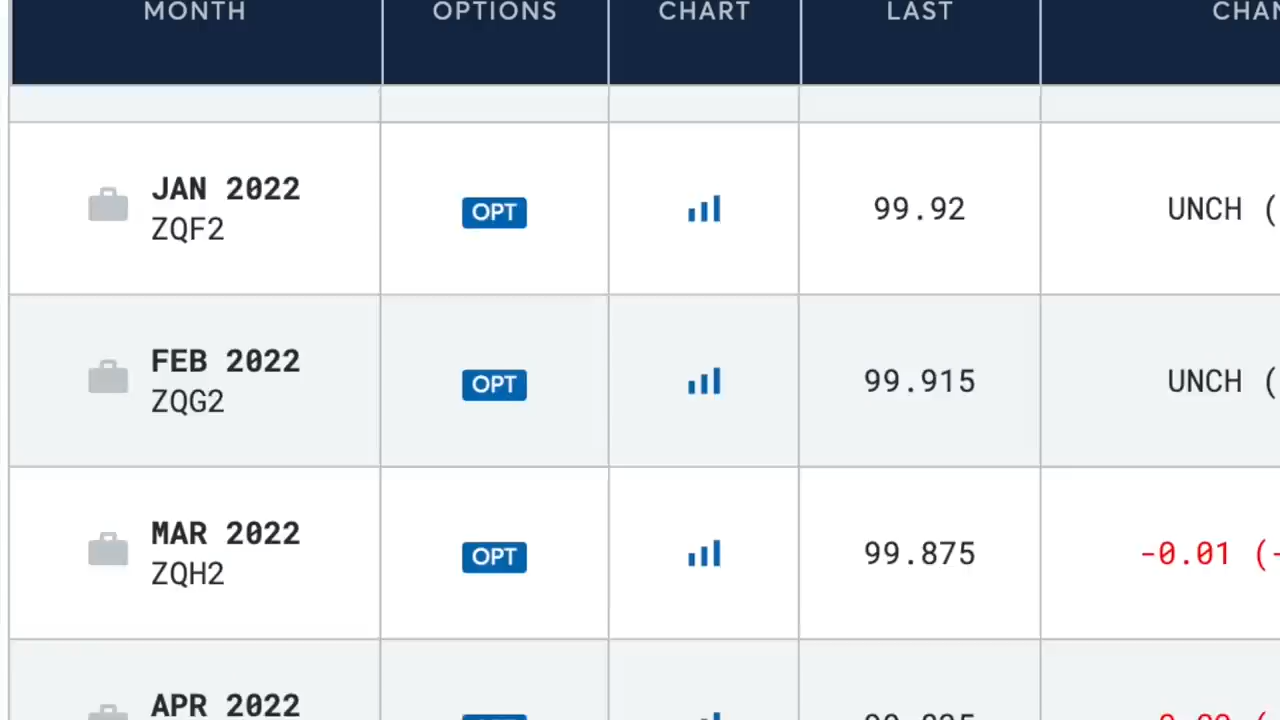 MONTH OPTIONS CHART LAST
JAN 2022
ZQF2
OPT
99.92
UNCH (
FEB 2022
ZQG2
OPT
99.915
UNCH (
MAR 2022
ZQH2
OPT
99.875
-0.01 (-
APR 2022